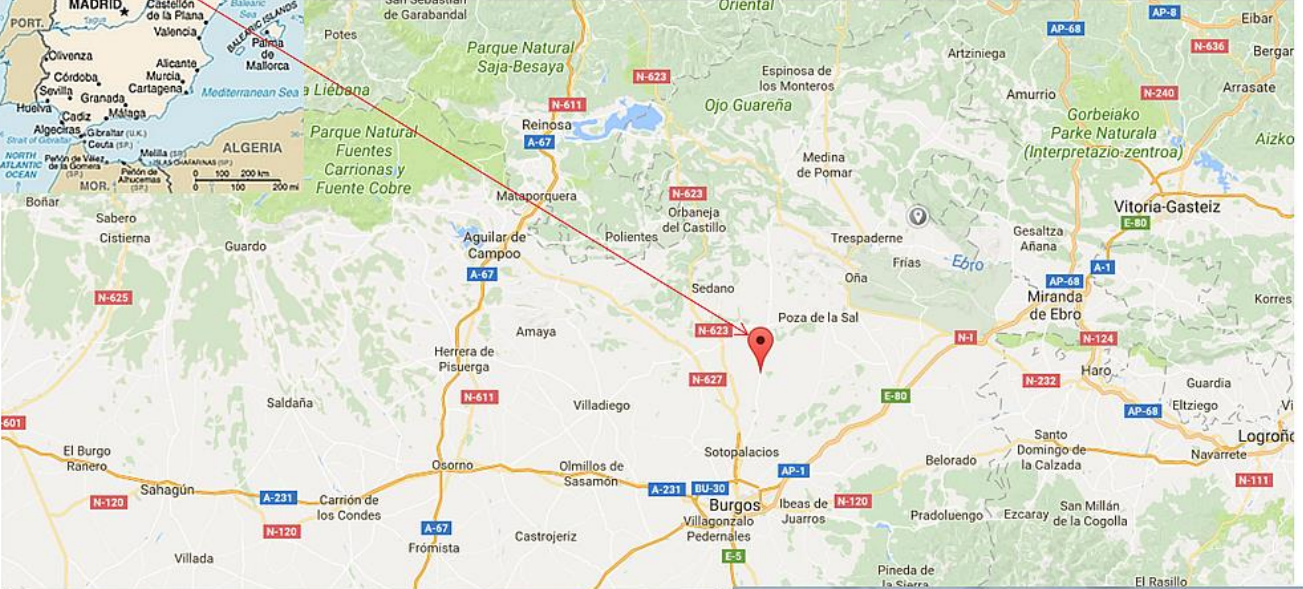 PORT.
MADRID
Castellón
de la Plana
Balearic
Sea
Valencia
BALEARIC ISLANDS
Palma
de
Mallorca
Olivenza
Alicante
Córdoba
Murcia
Sevilla
Cartagena
Granada
Mediterranean Sea
Huelva
Málaga
Cadiz
Algeciras
Gibraltar (U.K.)
Strait of Gibraltar
Ceuta (SP.)
NORTH
ATLANTIC
OCEAN
Melilla (SP.)
ISLAS CHAFARINAS (SP.)
Peñón de Vélez
de la Gomera
(SP.)
Peñón de
Alhucemas
(SP.)
MOR.
ALGERIA
0 100 200 km
0 100 200 mi
de Garabandal
Oriental
AP-68
AP-8
Eibar
Potes
Parque Natural
Saja-Besaya
N-623
Espinosa de
los Monteros
Artziniega
N-636
Bergar
a Liébana
N-611
Ojo Guareña
Amurrio
N-240
Arrasate
Reinosa
A-67
Gorbeiako
Parke Naturala
(Interpretazio-zentroa)
Aizko
Parque Natural
Fuentes
Carrionas y
Fuente Cobre
Medina
de Pomar
Mataporquera
N-623
Orbaneja
del Castillo
Vitoria-Gasteiz
E-80
Boñar
Sabero
Cistierna
Guardo
Aguilar de
Campoo
Polientes
Trespaderne
Gesaltza
Añana
A-67
Frías
Ebro
A-1
Oña
AP-68
Sedano
Miranda
de Ebro
Korres
N-625
Poza de la Sal
Amaya
N-623
N-I
N-124
Herrera de
Pisuerga
Haro
N-627
N-232
Guardia
N-611
E-80
Saldaña
Villadiego
AP-68
Eltziego
Vi
-601
El Burgo
Ranero
Sotopalacios
Santo
Domingo de
la Calzada
Logroño
Navarrete
Osorno
Olmillos de
Sasamón
AP-1
Belorado
N-111
Sahagún
A-231
A-231
BU-30
N-120
Carrión de
los Condes
Burgos
Ibeas de
Juarros
N-120
San Millán
de la Cogolla
Pradoluengo
Ezcaray
N-120
A-67
Villagonzalo
Pedernales
Frómista
Castrojeriz
E-5
Villada
Pineda de
la Sierra
El Rasillo